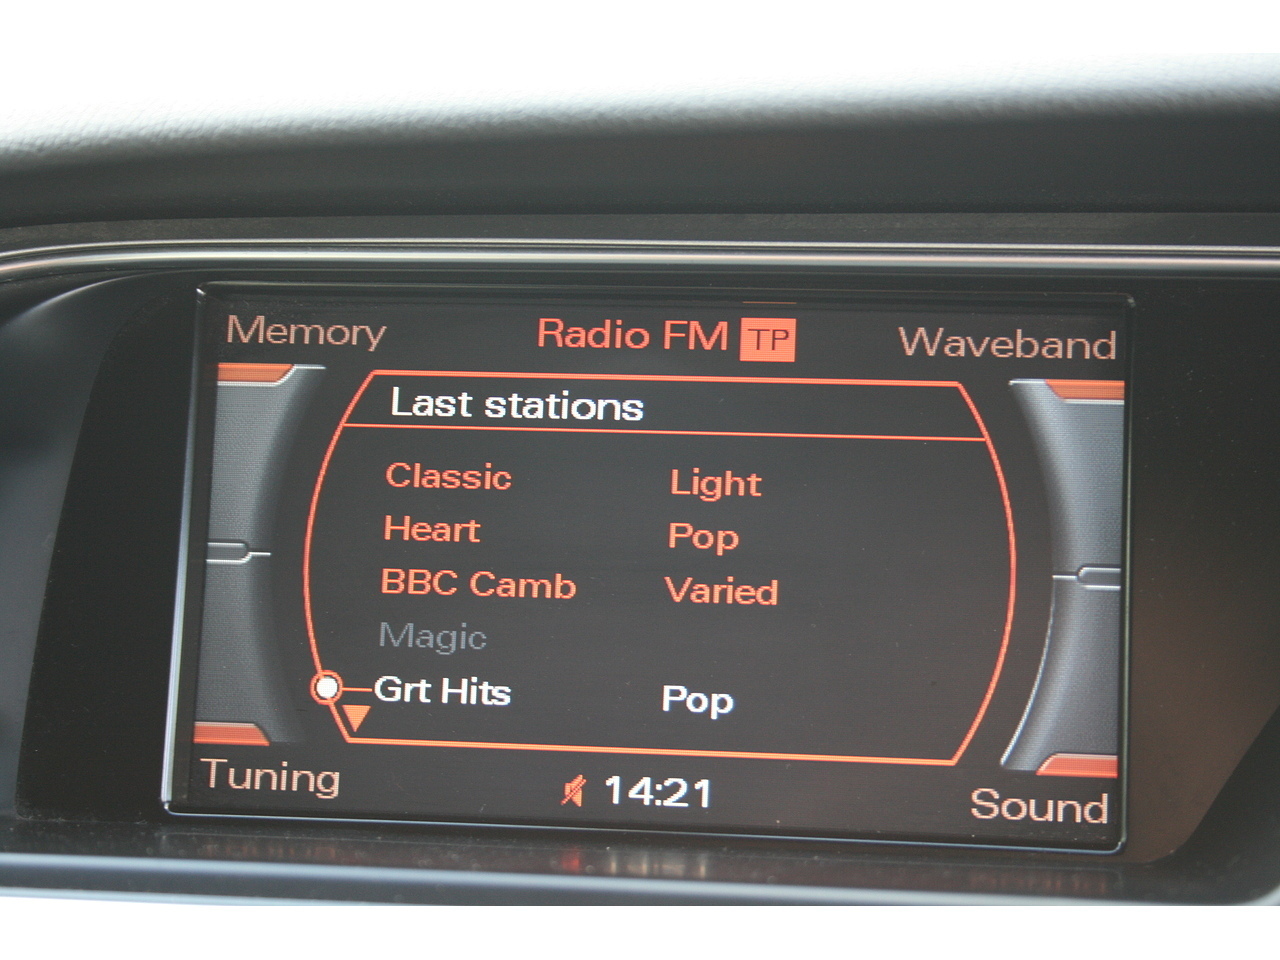 Memory Radio FM TP Waveband
Last stations
Classic Light
Heart Pop
BBC Camb Varied
Magic
Grt Hits Pop
Tuning 14:21 Sound